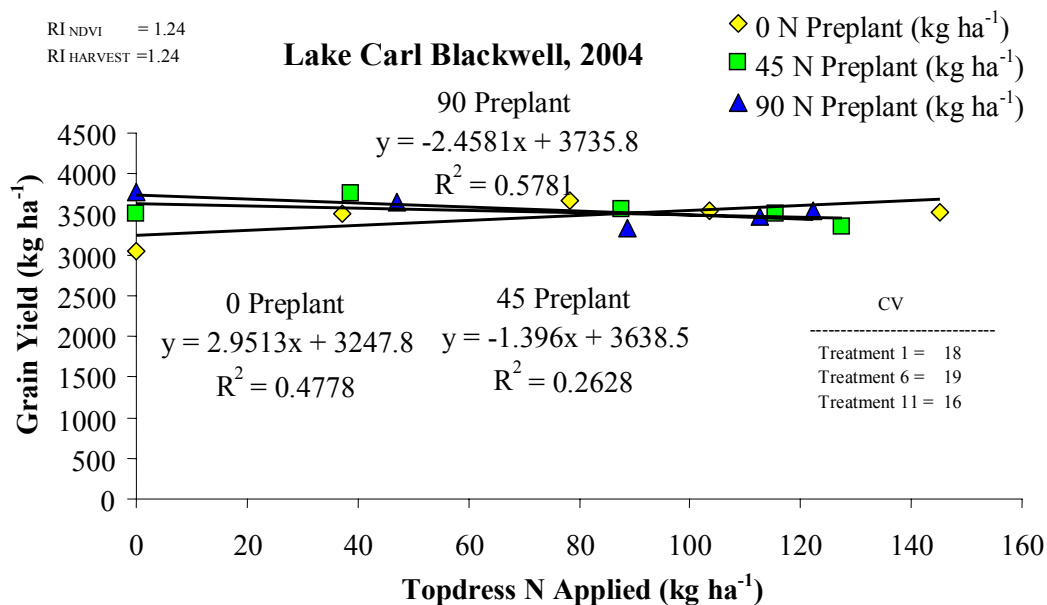 RI NDVI = 1.24
RI HARVEST =1.24
Lake Carl Blackwell, 2004
0 N Preplant (kg ha-1)
45 N Preplant (kg ha-1)
90 N Preplant (kg ha-1)
90 Preplant
y = -2.4581x + 3735.8
R2 = 0.5781
0 Preplant
y = 2.9513x + 3247.8
R2 = 0.4778
45 Preplant
y = -1.396x + 3638.5
R2 = 0.2628
CV
------------------------------
Treatment 1 = 18
Treatment 6 = 19
Treatment 11 = 16
Grain Yield (kg ha-1)
4500
4000
3500
3000
2500
2000
1500
1000
500
0
0 20 40 60 80 100 120 140 160
Topdress N Applied (kg ha-1)